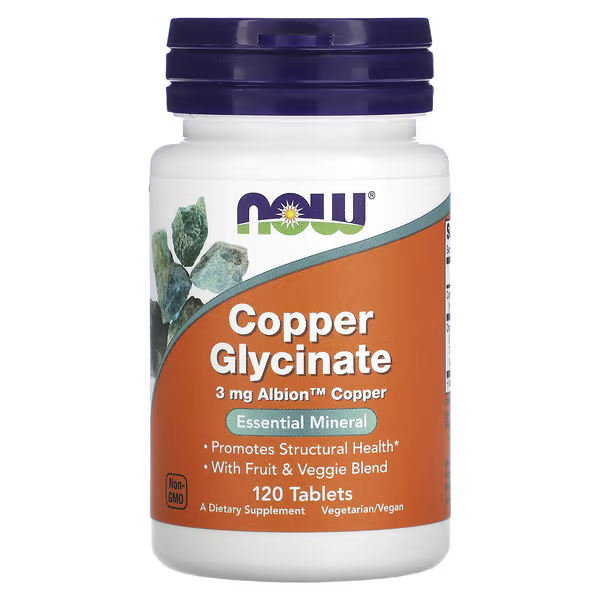 NOW®
Copper
Glycinate
3 mg Albion™ Copper
Essential Mineral
• Promotes Structural Health*
• With Fruit & Veggie Blend
120 Tablets
Non-
GMO
A Dietary Supplement Vegetarian/Vegan